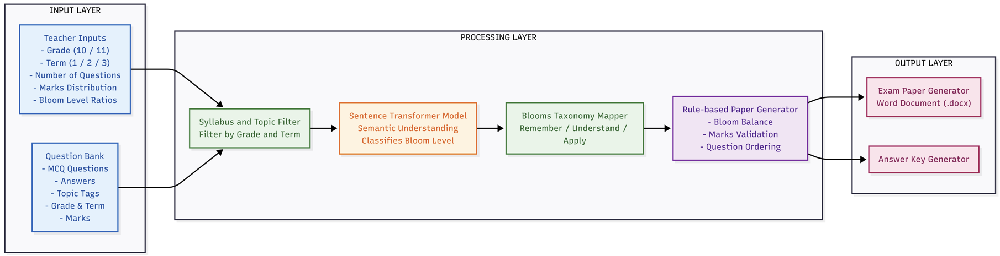 INPUT LAYER
Teacher Inputs
- Grade (10 / 11)
- Term (1 / 2 / 3)
- Number of Questions
- Marks Distribution
- Bloom Level Ratios
Question Bank
- MCQ Questions
- Answers
- Topic Tags
- Grade & Term
- Marks
PROCESSING LAYER
Syllabus and Topic Filter
Filter by Grade and Term
Sentence Transformer Model
Semantic Understanding
Classifies Bloom Level
Blooms Taxonomy Mapper
Remember / Understand /
Apply
Rule-based Paper Generator
- Bloom Balance
- Marks Validation
- Question Ordering
OUTPUT LAYER
Exam Paper Generator
Word Document (.docx)
Answer Key Generator